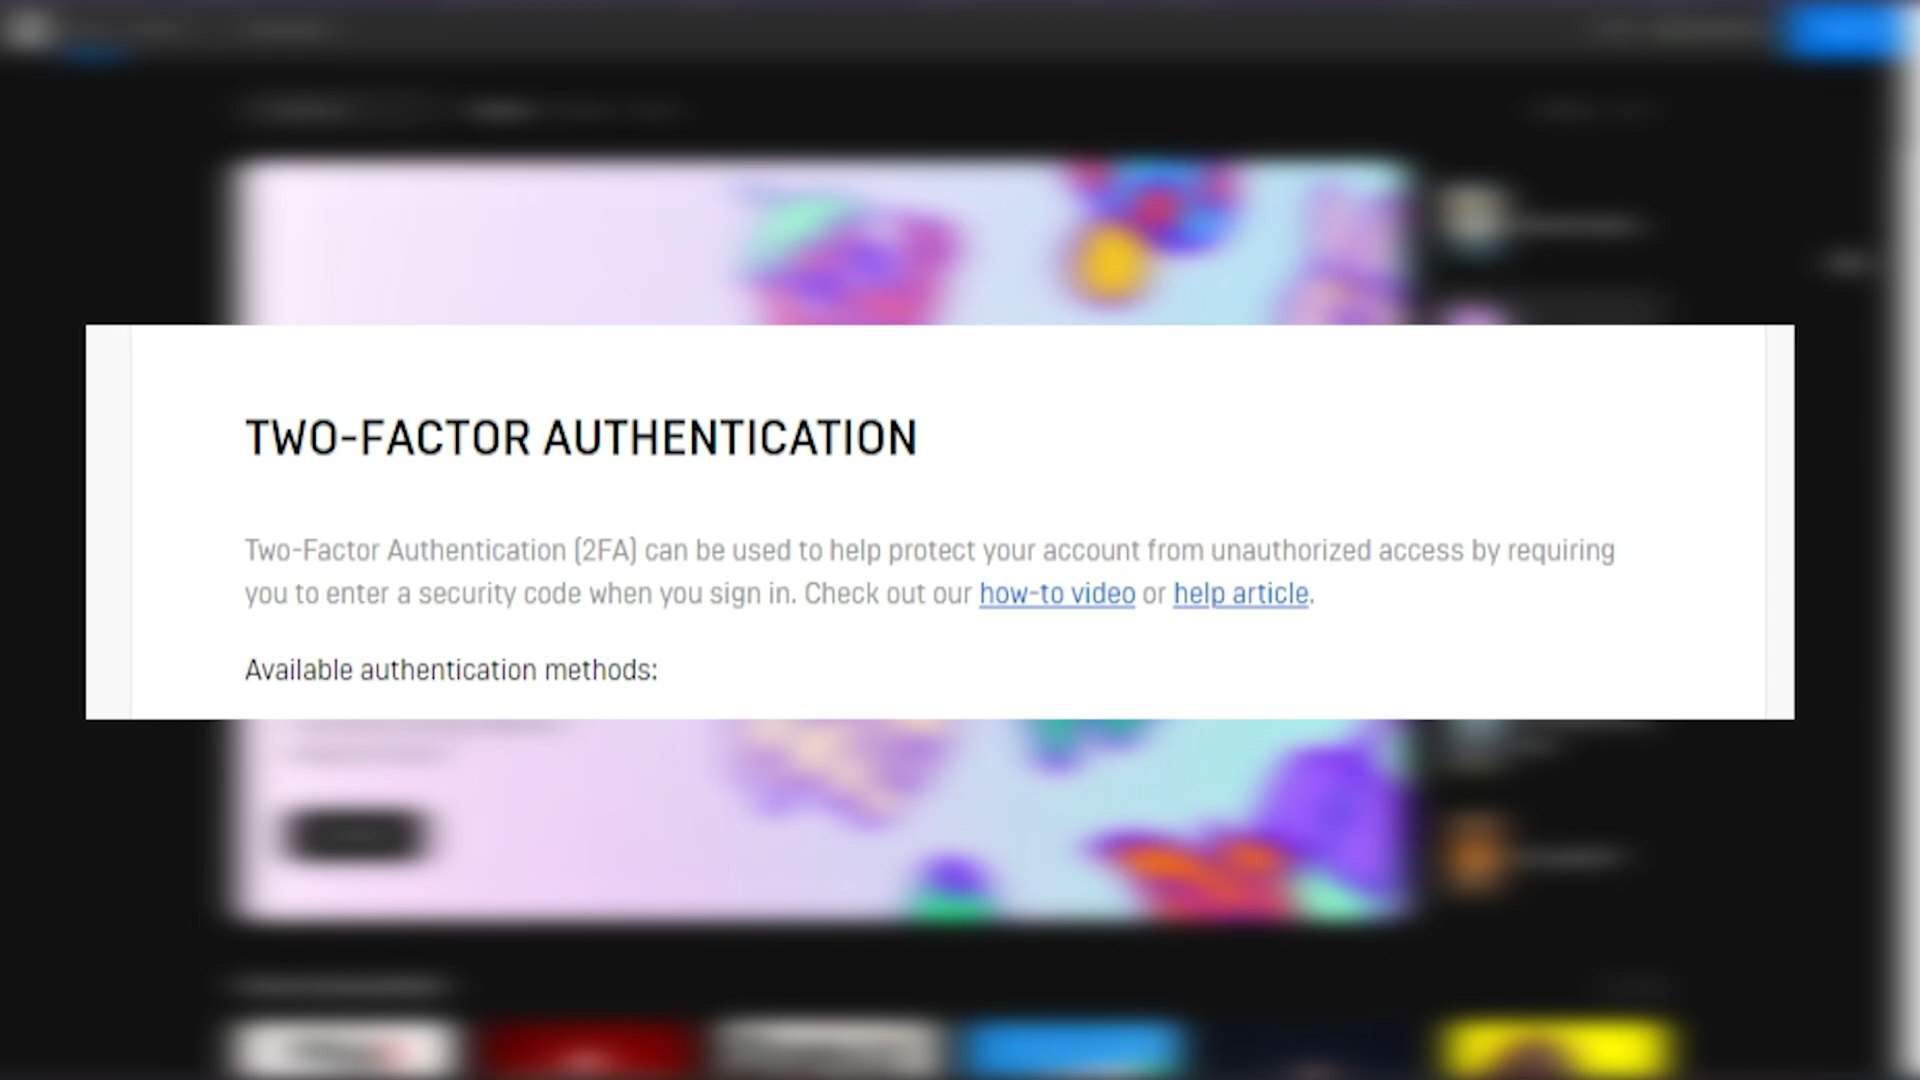 TWO-FACTOR AUTHENTICATION
Two-Factor Authentication (2FA) can be used to help protect your account from unauthorized access by requiring
you to enter a security code when you sign in. Check out our how-to video or help article.
Available authentication methods: